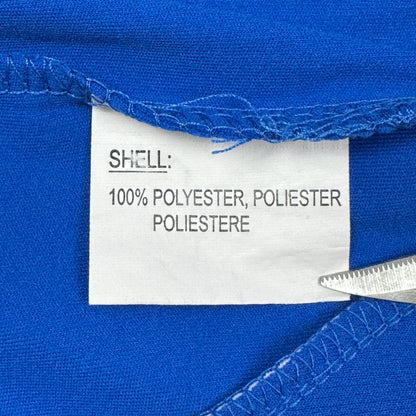 SHELL:
100% POLYESTER, POLIESTER
POLIESTERE